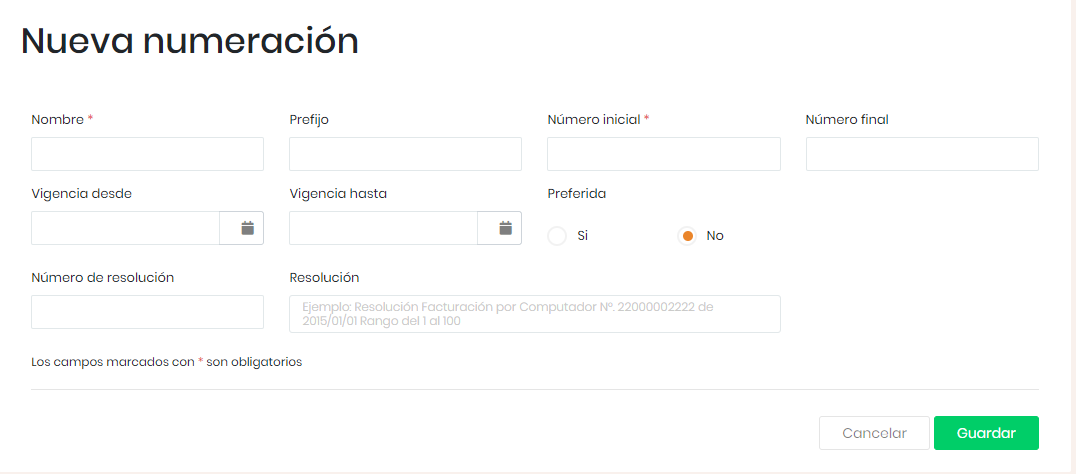 Nueva numeración
Nombre * Prefijo Número inicial * Número final
Vigencia desde Vigencia hasta Preferida
Si No
Número de resolución Resolución
Ejemplo: Resolución Facturación por Computador Nº. 22000002222 de
2015/01/01 Rango del 1 al 100
Los campos marcados con * son obligatorios
Cancelar Guardar